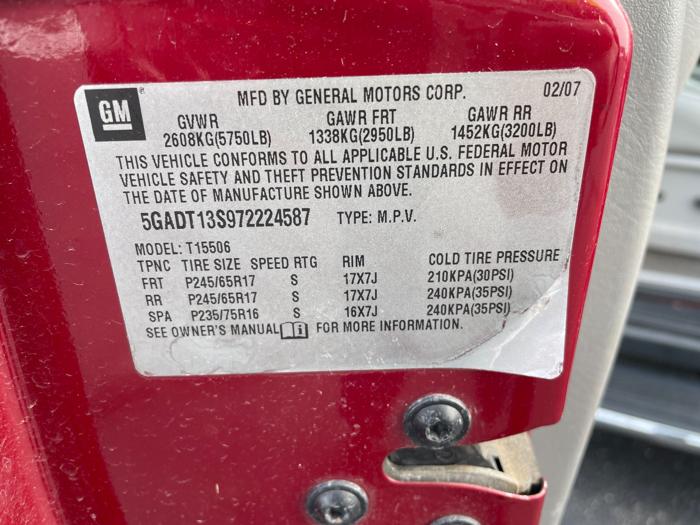 GM
MFD BY GENERAL MOTORS CORP. 02/07
GVWR GAWR FRT GAWR RR
2608KG(5750LB) 1338KG(2950LB) 1452KG(3200LB)
THIS VEHICLE CONFORMS TO ALL APPLICABLE U.S. FEDERAL MOTOR
VEHICLE SAFETY AND THEFT PREVENTION STANDARDS IN EFFECT ON
THE DATE OF MANUFACTURE SHOWN ABOVE.
5GADT13S972224587 TYPE: M.P.V.
MODEL: T15506
TPNC TIRE SIZE SPEED RTG RIM COLD TIRE PRESSURE
FRT P245/65R17 S 17X7J 210KPA(30PSI)
RR P245/65R17 S 17X7J 240KPA(35PSI)
SPA P235/75R16 S 16X7J 240KPA(35PSI)
SEE OWNER'S MANUAL i FOR MORE INFORMATION.